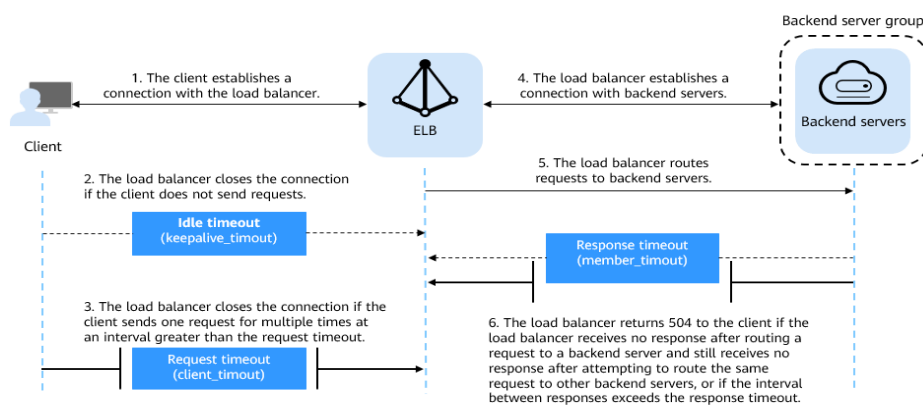 Backend server group
1. The client establishes a
connection with the load balancer.
4. The load balancer establishes a
connection with backend servers.
Client
ELB
Backend servers
2. The load balancer closes the connection
if the client does not send requests.
5. The load balancer routes
requests to backend servers.
Idle timeout
(keepalive_timout)
Response timeout
(member_timout)
3. The load balancer closes the connection if the
client sends one request for multiple times at
an interval greater than the request timeout.
Request timeout
(client_timout)
6. The load balancer returns 504 to the client if the
load balancer receives no response after routing a
request to a backend server and still receives no
response after attempting to route the same
request to other backend servers, or if the interval
between responses exceeds the response timeout.